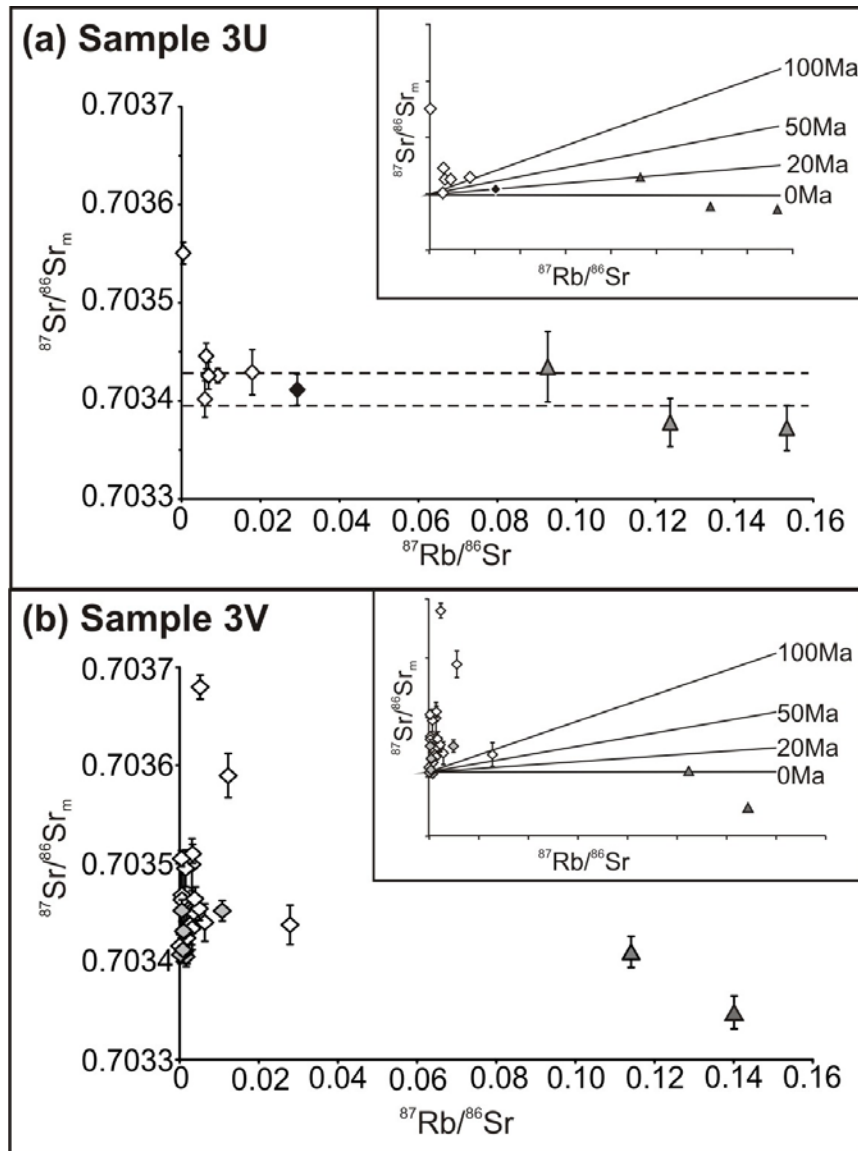 (a) Sample 3U
⁸⁷Sr/⁸⁶Srₘ
100Ma
50Ma
20Ma
0Ma
⁸⁷Rb/⁸⁶Sr
⁸⁷Sr/⁸⁶Srₘ
0.7037
0.7036
0.7035
0.7034
0.7033
0 0.02 0.04 0.06 0.08 0.10 0.12 0.14 0.16
⁸⁷Rb/⁸⁶Sr
(b) Sample 3V
⁸⁷Sr/⁸⁶Srₘ
100Ma
50Ma
20Ma
0Ma
⁸⁷Rb/⁸⁶Sr
⁸⁷Sr/⁸⁶Srₘ
0.7037
0.7036
0.7035
0.7034
0.7033
0 0.02 0.04 0.06 0.08 0.10 0.12 0.14 0.16
⁸⁷Rb/⁸⁶Sr